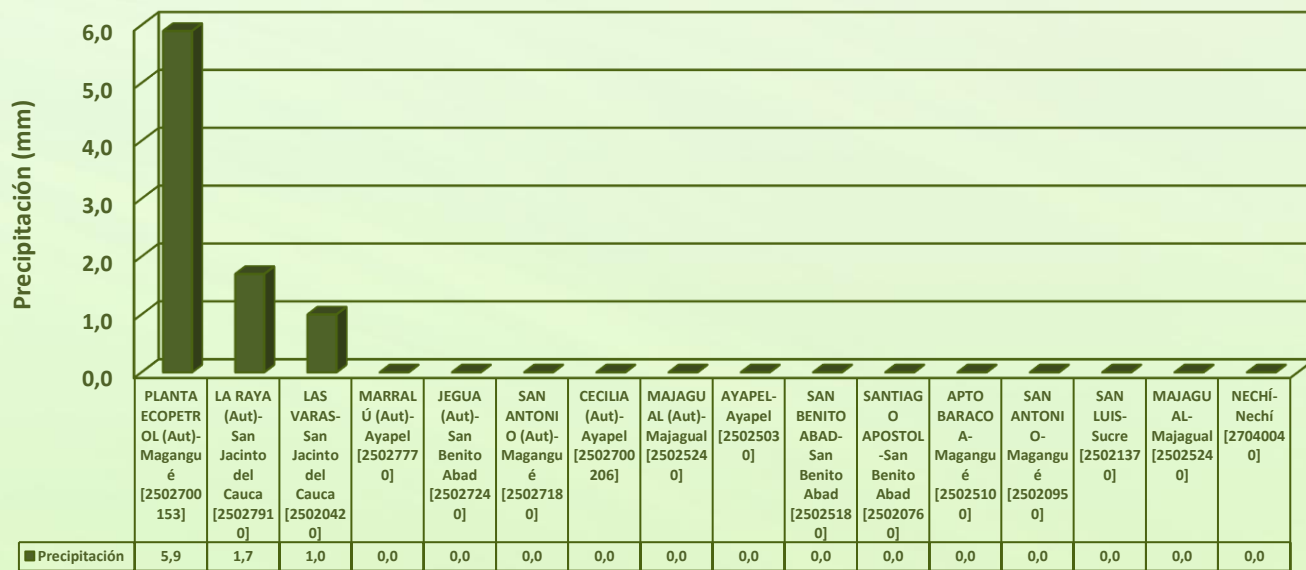 Precipitación (mm)
6,0
5,0
4,0
3,0
2,0
1,0
0,0
PLANTA
ECOPETR
OL (Aut)-
Magangu
é
[2502700
153]
LA RAYA
(Aut)-
San
Jacinto
del
Cauca
[2502791
0]
LAS
VARAS-
San
Jacinto
del
Cauca
[2502042
0]
MARRAL
Ú (Aut)-
Ayapel
[2502777
0]
JEGUA
(Aut)-
San
Benito
Abad
[2502724
0]
SAN
ANTONI
O (Aut)-
Magangu
é
[2502718
0]
CECILIA
(Aut)-
Ayapel
[2502700
206]
MAJAGU
AL (Aut)-
Majagual
[2502524
0]
AYAPEL-
Ayapel
[2502503
0]
SAN
BENITO
ABAD-
San
Benito
Abad
[2502518
0]
SANTIAG
O
APOSTOL
-San
Benito
Abad
[2502076
0]
APTO
BARACO
A-
Magangu
é
[2502510
0]
SAN
ANTONI
O-
Magangu
é
[2502095
0]
SAN
LUIS-
Sucre
[2502137
0]
MAJAGU
AL-
Majagual
[2502524
0]
NECHÍ-
Nechí
[2704004
0]
Precipitación 5,9 1,7 1,0 0,0 0,0 0,0 0,0 0,0 0,0 0,0 0,0 0,0 0,0 0,0 0,0 0,0